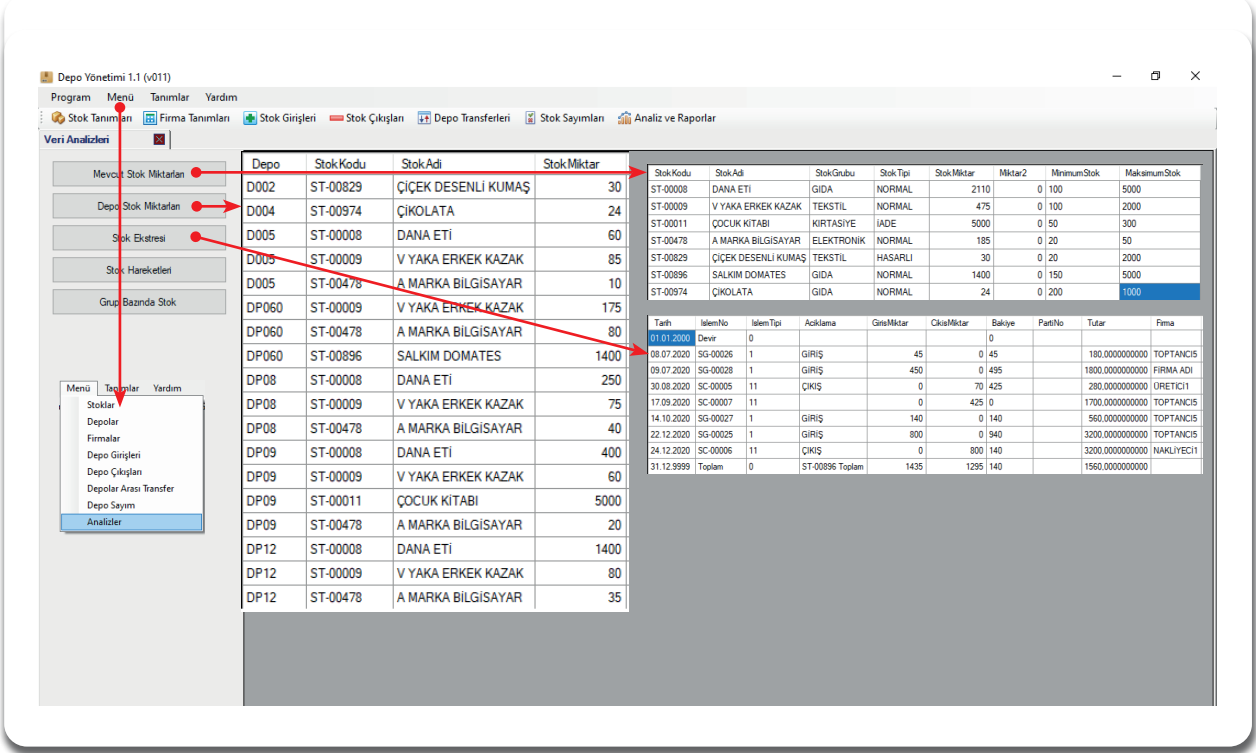 Depo Yönetimi 1.1 (v011)
Program Menü Tanımlar Yardım
Stok Tanımları Firma Tanımları Stok Girişleri Stok Çıkışları Depo Transferleri Stok Sayımları Analiz ve Raporlar
Veri Analizleri
Mevcut Stok Miktarları
Depo Stok Miktarları
Stok Ekstresi
Stok Hareketleri
Grup Bazında Stok
Menü Tanımlar Yardım
Stoklar
Depolar
Firmalar
Depo Girişleri
Depo Çıkışları
Depolar Arası Transfer
Depo Sayım
Analizler
Depo StokKodu StokAdi StokMiktar
D002 ST-00829 ÇİÇEK DESENLİ KUMAŞ 30
D004 ST-00974 ÇİKOLATA 24
D005 ST-00008 DANA ETİ 60
D005 ST-00009 V YAKA ERKEK KAZAK 85
D005 ST-00478 A MARKA BİLGİSAYAR 10
DP060 ST-00009 V YAKA ERKEK KAZAK 175
DP060 ST-00478 A MARKA BİLGİSAYAR 80
DP060 ST-00896 SALKIM DOMATES 1400
DP08 ST-00008 DANA ETİ 250
DP08 ST-00009 V YAKA ERKEK KAZAK 75
DP08 ST-00478 A MARKA BİLGİSAYAR 40
DP09 ST-00008 DANA ETİ 400
DP09 ST-00009 V YAKA ERKEK KAZAK 60
DP09 ST-00011 ÇOCUK KİTABI 5000
DP09 ST-00478 A MARKA BİLGİSAYAR 20
DP12 ST-00008 DANA ETİ 1400
DP12 ST-00009 V YAKA ERKEK KAZAK 80
DP12 ST-00478 A MARKA BİLGİSAYAR 35
StokKodu StokAdi StokGrubu StokTipi StokMiktar Miktar2 MinimumStok MaksimumStok
ST-00008 DANA ETİ GIDA NORMAL 2110 0 100 5000
ST-00009 V YAKA ERKEK KAZAK TEKSTİL NORMAL 475 0 100 2000
ST-00011 ÇOCUK KİTABI KIRTASİYE İADE 5000 0 50 300
ST-00478 A MARKA BİLGİSAYAR ELEKTRONİK NORMAL 185 0 20 50
ST-00829 ÇİÇEK DESENLİ KUMAŞ TEKSTİL HASARLI 30 0 20 2000
ST-00896 SALKIM DOMATES GIDA NORMAL 1400 0 150 5000
ST-00974 ÇİKOLATA GIDA NORMAL 24 0 200 1000
Tarih IslemNo IslemTipi Aciklama GirisMiktar CikisMiktar Bakiye PartiNo Tutar Firma
01.01.2000 Devir 0 0
08.07.2020 SG-00026 1 GİRİŞ 45 0 45 180,0000000000 TOPTANCI5
09.07.2020 SG-00028 1 GİRİŞ 450 0 495 1800,0000000000 FİRMA ADI
30.08.2020 SC-00005 11 ÇIKIŞ 0 70 425 280,0000000000 ÜRETİCİ1
17.09.2020 SC-00007 11 0 425 0 1700,0000000000 TOPTANCI5
14.10.2020 SG-00027 1 GİRİŞ 140 0 140 560,0000000000 TOPTANCI5
22.12.2020 SG-00025 1 GİRİŞ 800 0 940 3200,0000000000 TOPTANCI5
24.12.2020 SC-00006 11 ÇIKIŞ 0 800 140 3200,0000000000 NAKLİYECİ1
31.12.9999 Toplam 0 ST-00896 Toplam 1435 1295 140 1560,0000000000